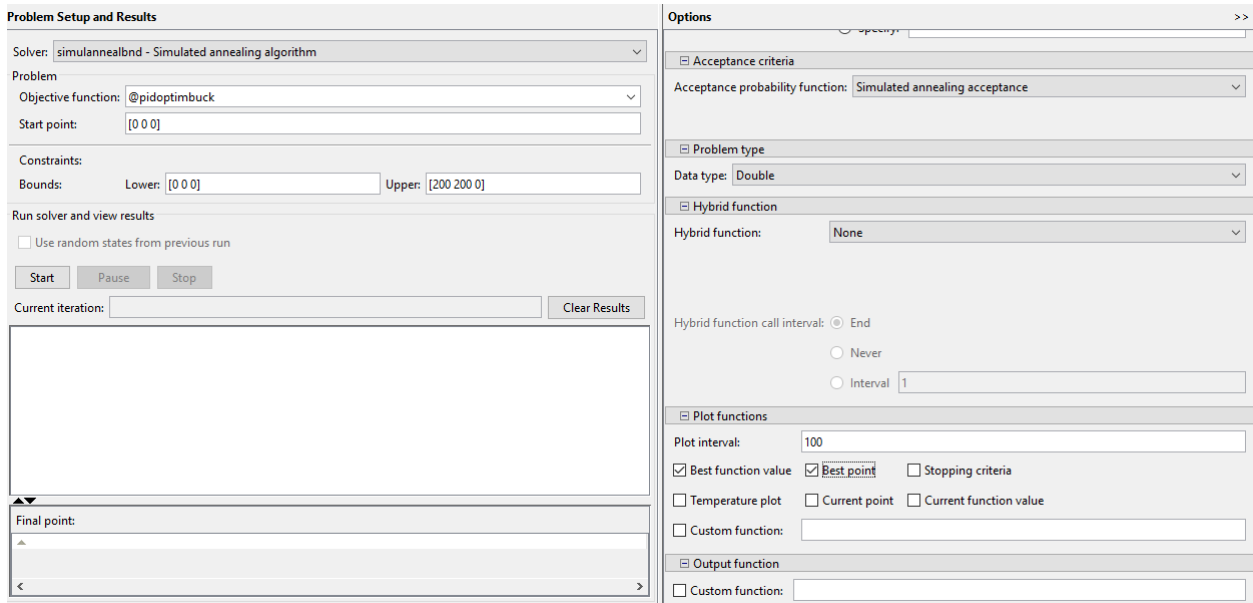 Problem Setup and Results
Solver: simulannealbnd - Simulated annealing algorithm
Problem
Objective function: @pidoptimbuck
Start point: [0 0 0]
Constraints:
Bounds: Lower: [0 0 0] Upper: [200 200 0]
Run solver and view results
Use random states from previous run
Start Pause Stop
Current iteration: Clear Results
Final point:
Options >>
Specify:
Acceptance criteria
Acceptance probability function: Simulated annealing acceptance
Problem type
Data type: Double
Hybrid function
Hybrid function: None
Hybrid function call interval: End
Never
Interval 1
Plot functions
Plot interval: 100
Best function value Best point Stopping criteria
Temperature plot Current point Current function value
Custom function:
Output function
Custom function: